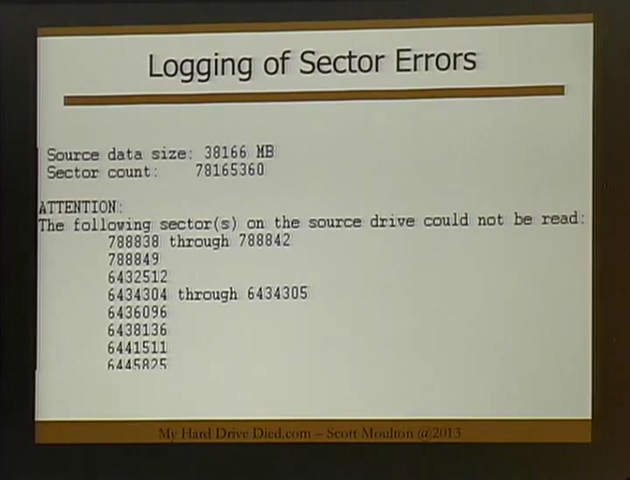 Logging of Sector Errors
Source data size: 38166 MB
Sector count: 78165360
ATTENTION:
The following sector(s) on the source drive could not be read:
788838 through 788842
788849
6432512
6434304 through 6434305
6436096
6438136
6441511
6445825
My Hard Drive Died.com – Scott Moulton @2013